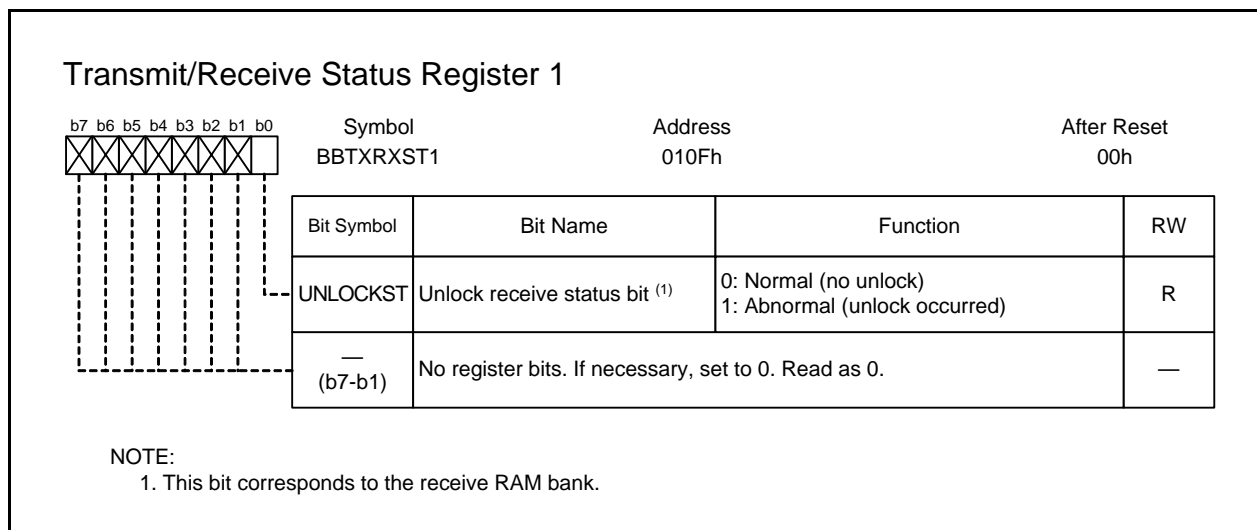 Transmit/Receive Status Register 1
b7 b6 b5 b4 b3 b2 b1 b0
Symbol Address After Reset
BBTXRXST1 010Fh 00h
Bit Symbol Bit Name Function RW
UNLOCKST Unlock receive status bit (1) 0: Normal (no unlock) R
1: Abnormal (unlock occurred)
— (b7-b1) No register bits. If necessary, set to 0. Read as 0. —
NOTE:
1. This bit corresponds to the receive RAM bank.